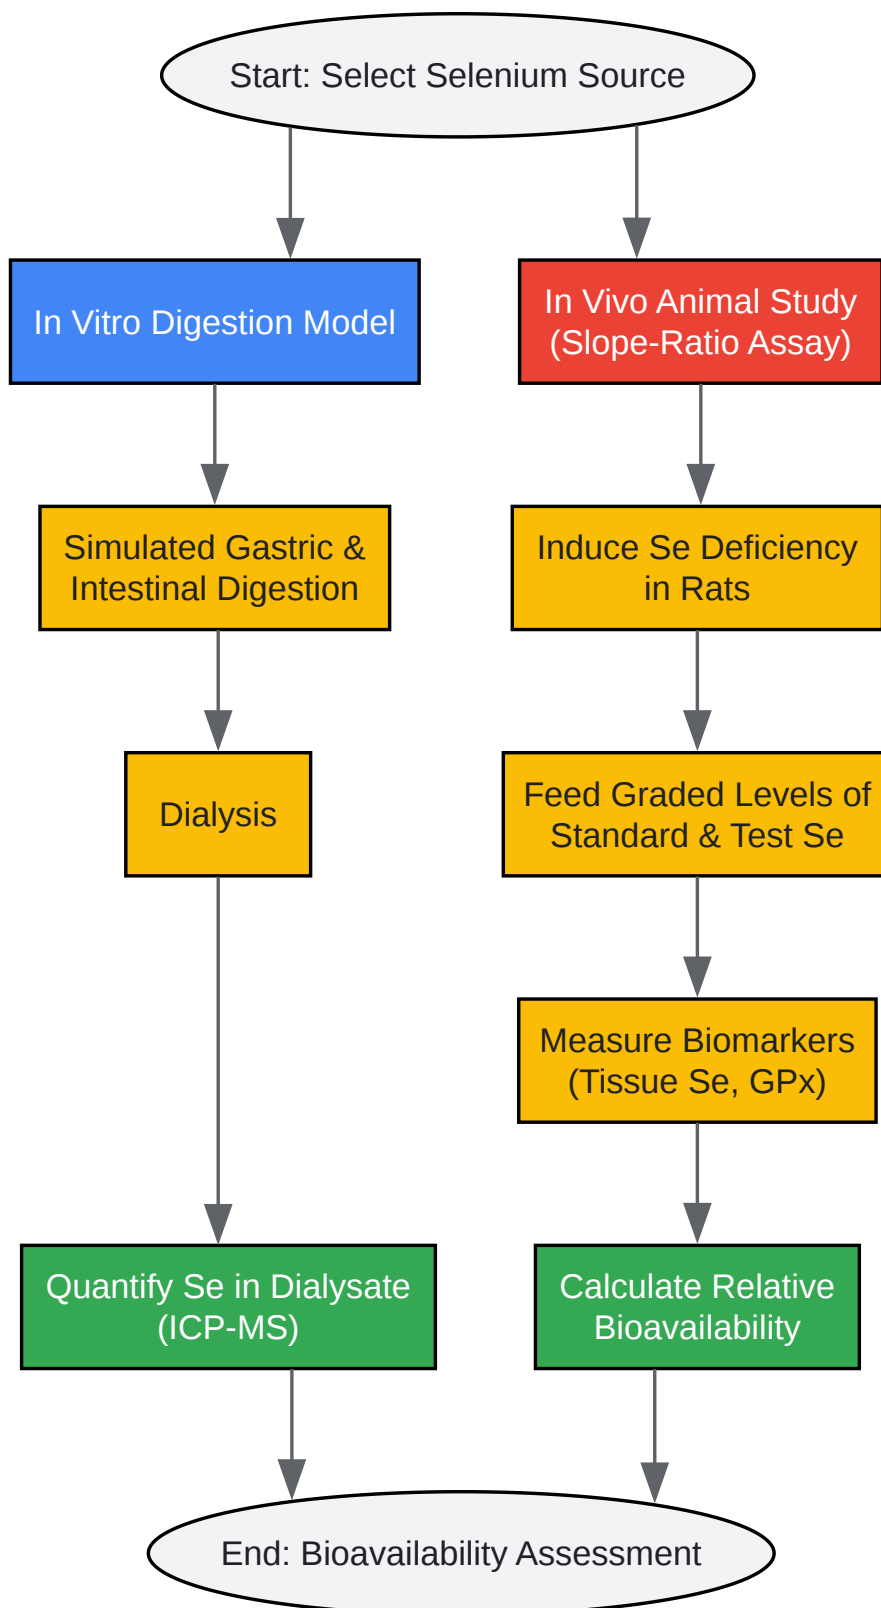 Start: Select Selenium Source
In Vitro Digestion Model
In Vivo Animal Study
(Slope-Ratio Assay)
Simulated Gastric &
Intestinal Digestion
Induce Se Deficiency
in Rats
Dialysis
Feed Graded Levels of
Standard & Test Se
Measure Biomarkers
(Tissue Se, GPx)
Quantify Se in Dialysate
(ICP-MS)
Calculate Relative
Bioavailability
End: Bioavailability Assessment